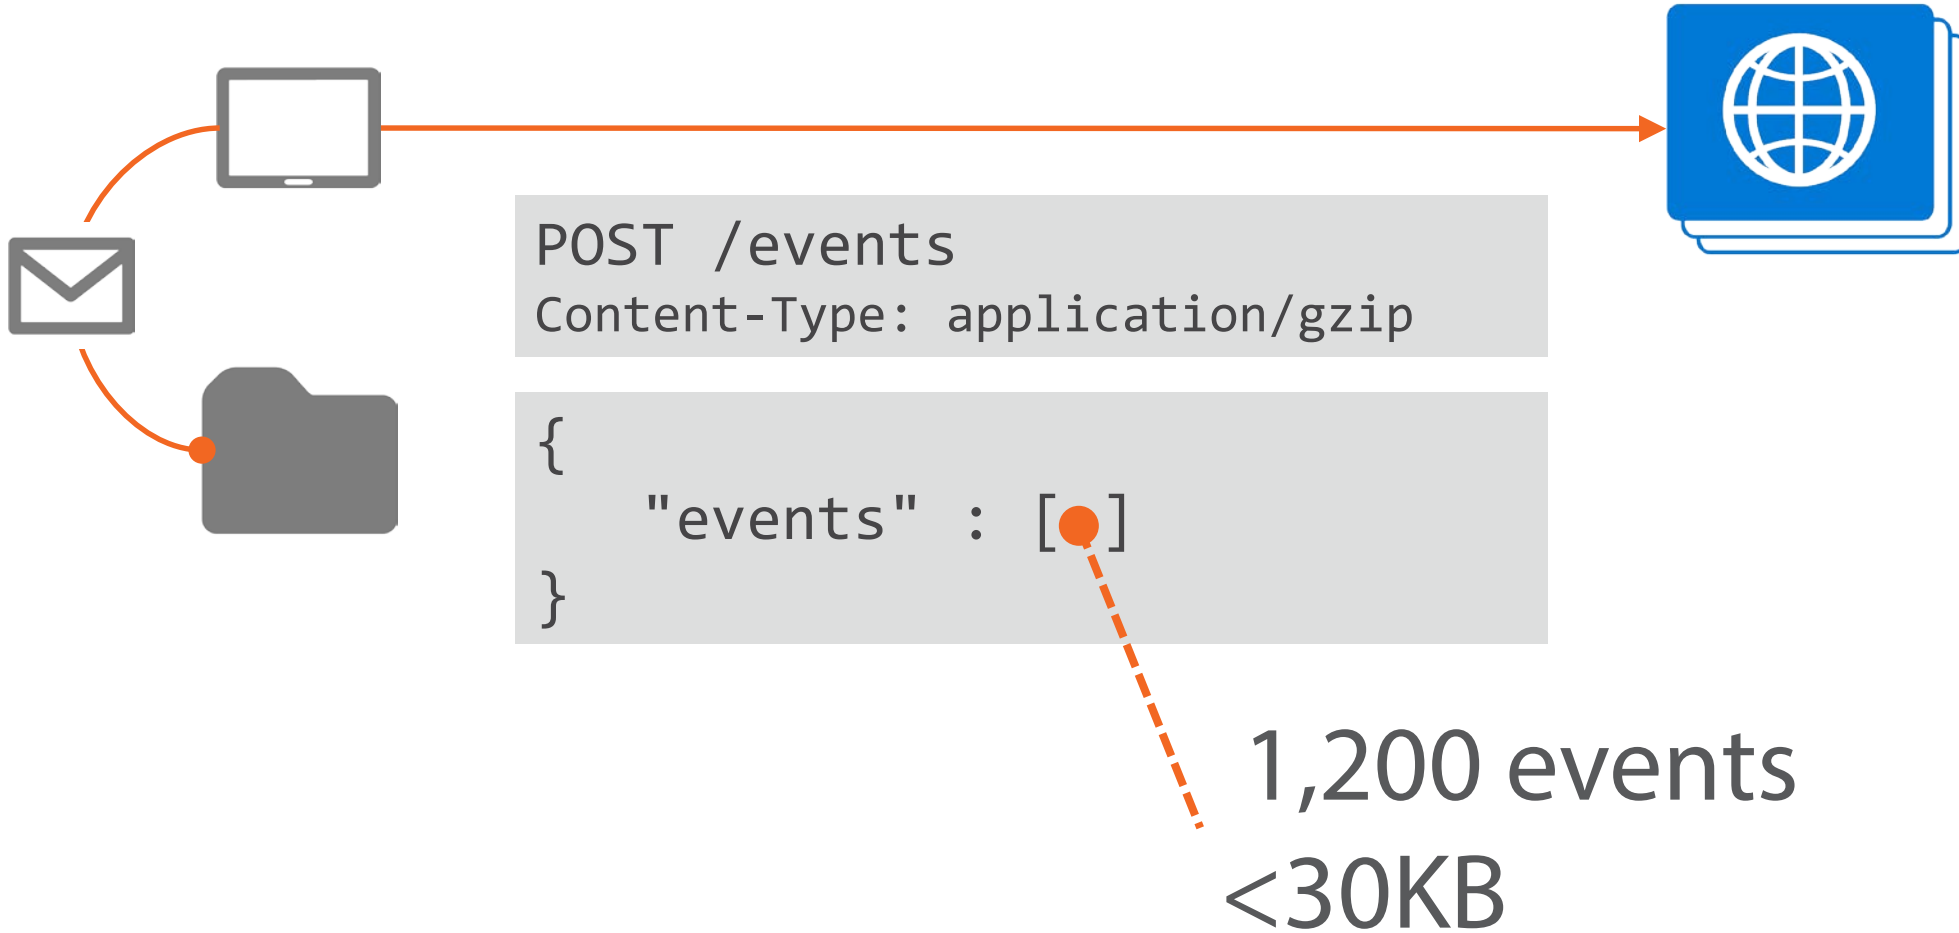 POST /events
Content-Type: application/gzip
{
"events" : [ ]
}
1,200 events
<30KB